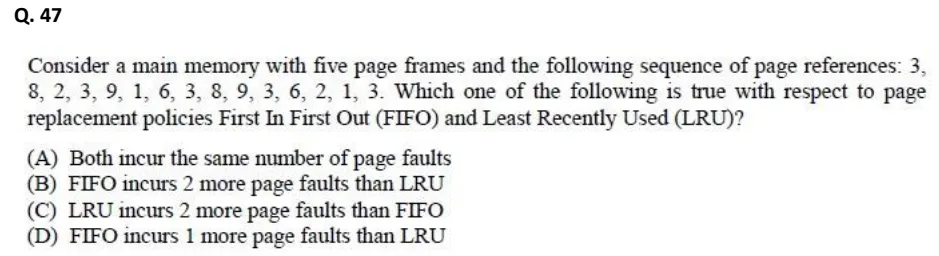 Q. 47
Consider a main memory with five page frames and the following sequence of page references: 3,
8, 2, 3, 9, 1, 6, 3, 8, 9, 3, 6, 2, 1, 3. Which one of the following is true with respect to page
replacement policies First In First Out (FIFO) and Least Recently Used (LRU)?
(A) Both incur the same number of page faults
(B) FIFO incurs 2 more page faults than LRU
(C) LRU incurs 2 more page faults than FIFO
(D) FIFO incurs 1 more page faults than LRU